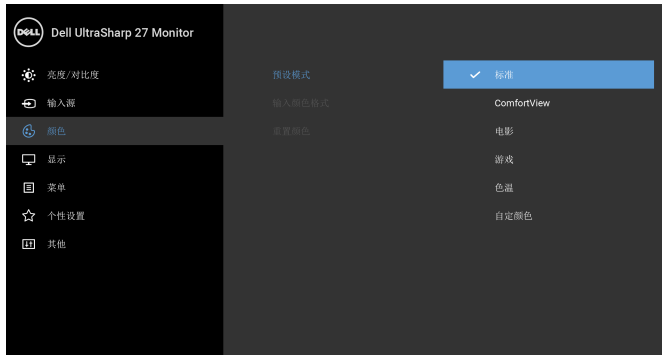 DELL Dell UltraSharp 27 Monitor
亮度/对比度 预设模式 标准
输入源 输入颜色格式 ComfortView
颜色 重置颜色 电影
显示 游戏
菜单 色温
个性设置 自定颜色
其他